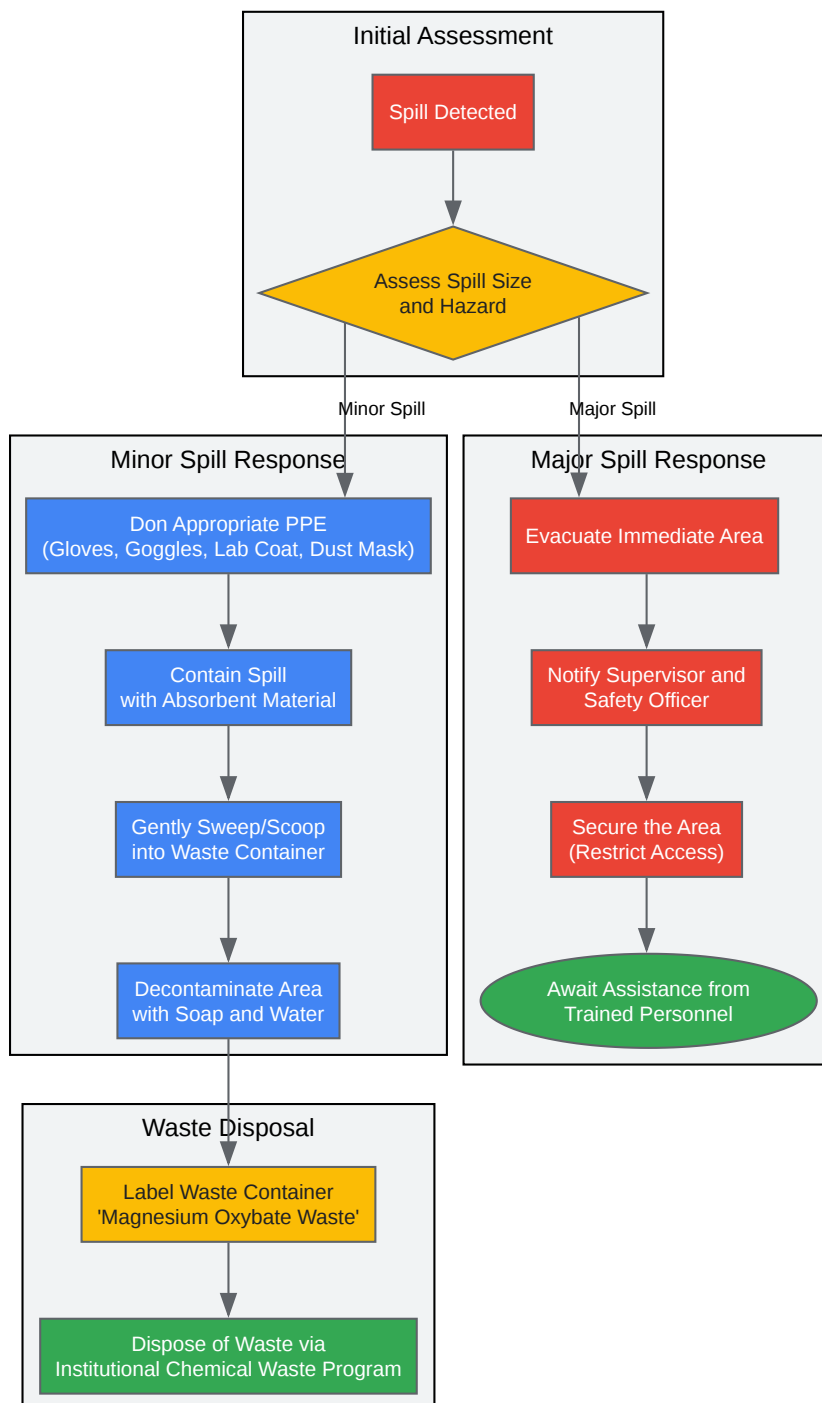 Initial Assessment
Spill Detected
Assess Spill Size
and Hazard
Minor Spill
Major Spill
Minor Spill Response
Don Appropriate PPE
(Gloves, Goggles, Lab Coat, Dust Mask)
Contain Spill
with Absorbent Material
Gently Sweep/Scoop
into Waste Container
Decontaminate Area
with Soap and Water
Major Spill Response
Evacuate Immediate Area
Notify Supervisor and
Safety Officer
Secure the Area
(Restrict Access)
Await Assistance from
Trained Personnel
Waste Disposal
Label Waste Container
'Magnesium Oxybate Waste'
Dispose of Waste via
Institutional Chemical Waste Program